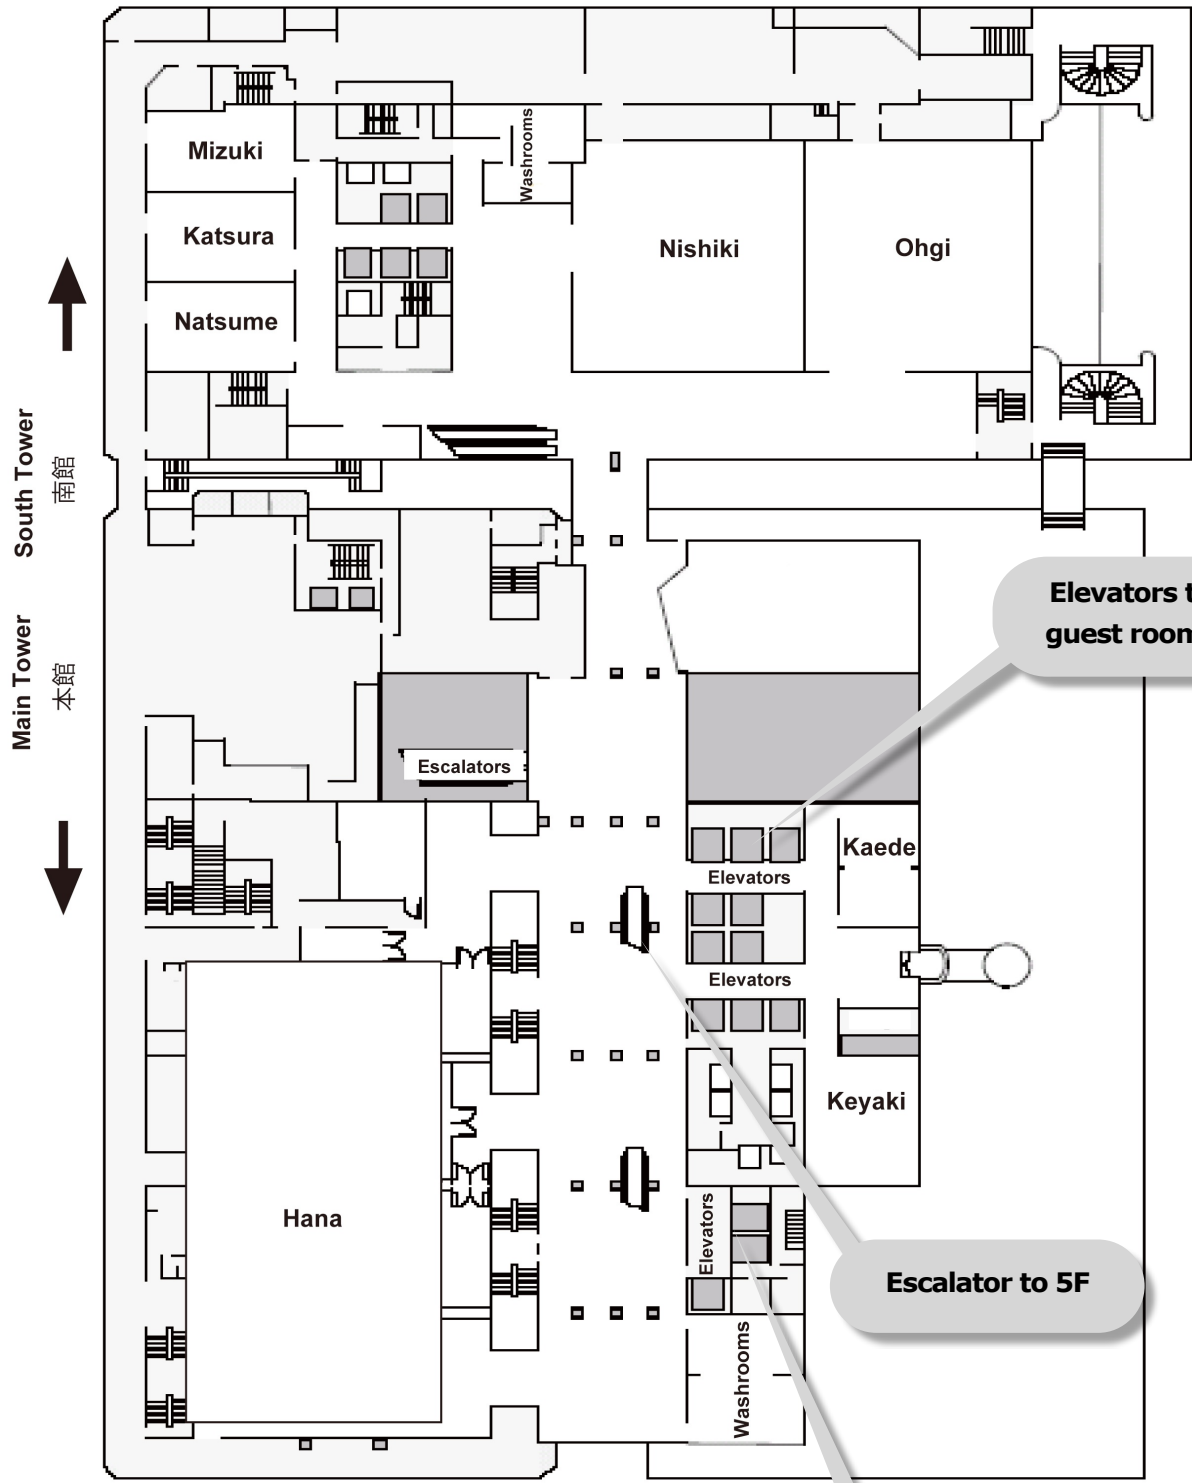 Mizuki
Washrooms
Katsura
Nishiki
Ohgi
Natsume
South Tower
南館
Main Tower
本館
Elevators t
guest room
Escalators
Kaede
Elevators
Elevators
Keyaki
Hana
Elevators
Escalator to 5F
Washrooms